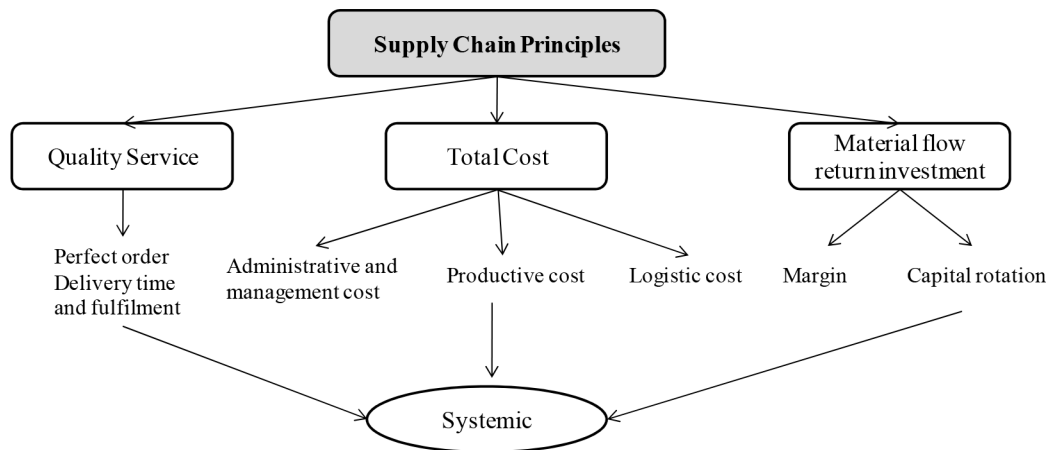 Supply Chain Principles
Quality Service
Total Cost
Material flow
return investment
Perfect order
Delivery time
and fulfilment
Administrative and
management cost
Productive cost
Logistic cost
Margin
Capital rotation
Systemic